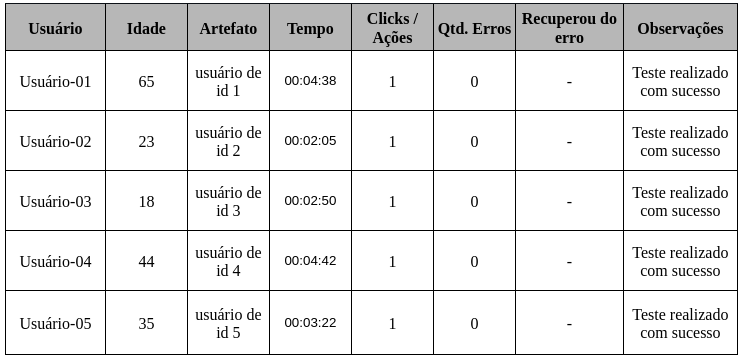 Usuário Idade Artefato Tempo Clicks / Ações Qtd. Erros Recuperou do erro Observações
Usuário-01 65 usuário de id 1 00:04:38 1 0 - Teste realizado com sucesso
Usuário-02 23 usuário de id 2 00:02:05 1 0 - Teste realizado com sucesso
Usuário-03 18 usuário de id 3 00:02:50 1 0 - Teste realizado com sucesso
Usuário-04 44 usuário de id 4 00:04:42 1 0 - Teste realizado com sucesso
Usuário-05 35 usuário de id 5 00:03:22 1 0 - Teste realizado com sucesso